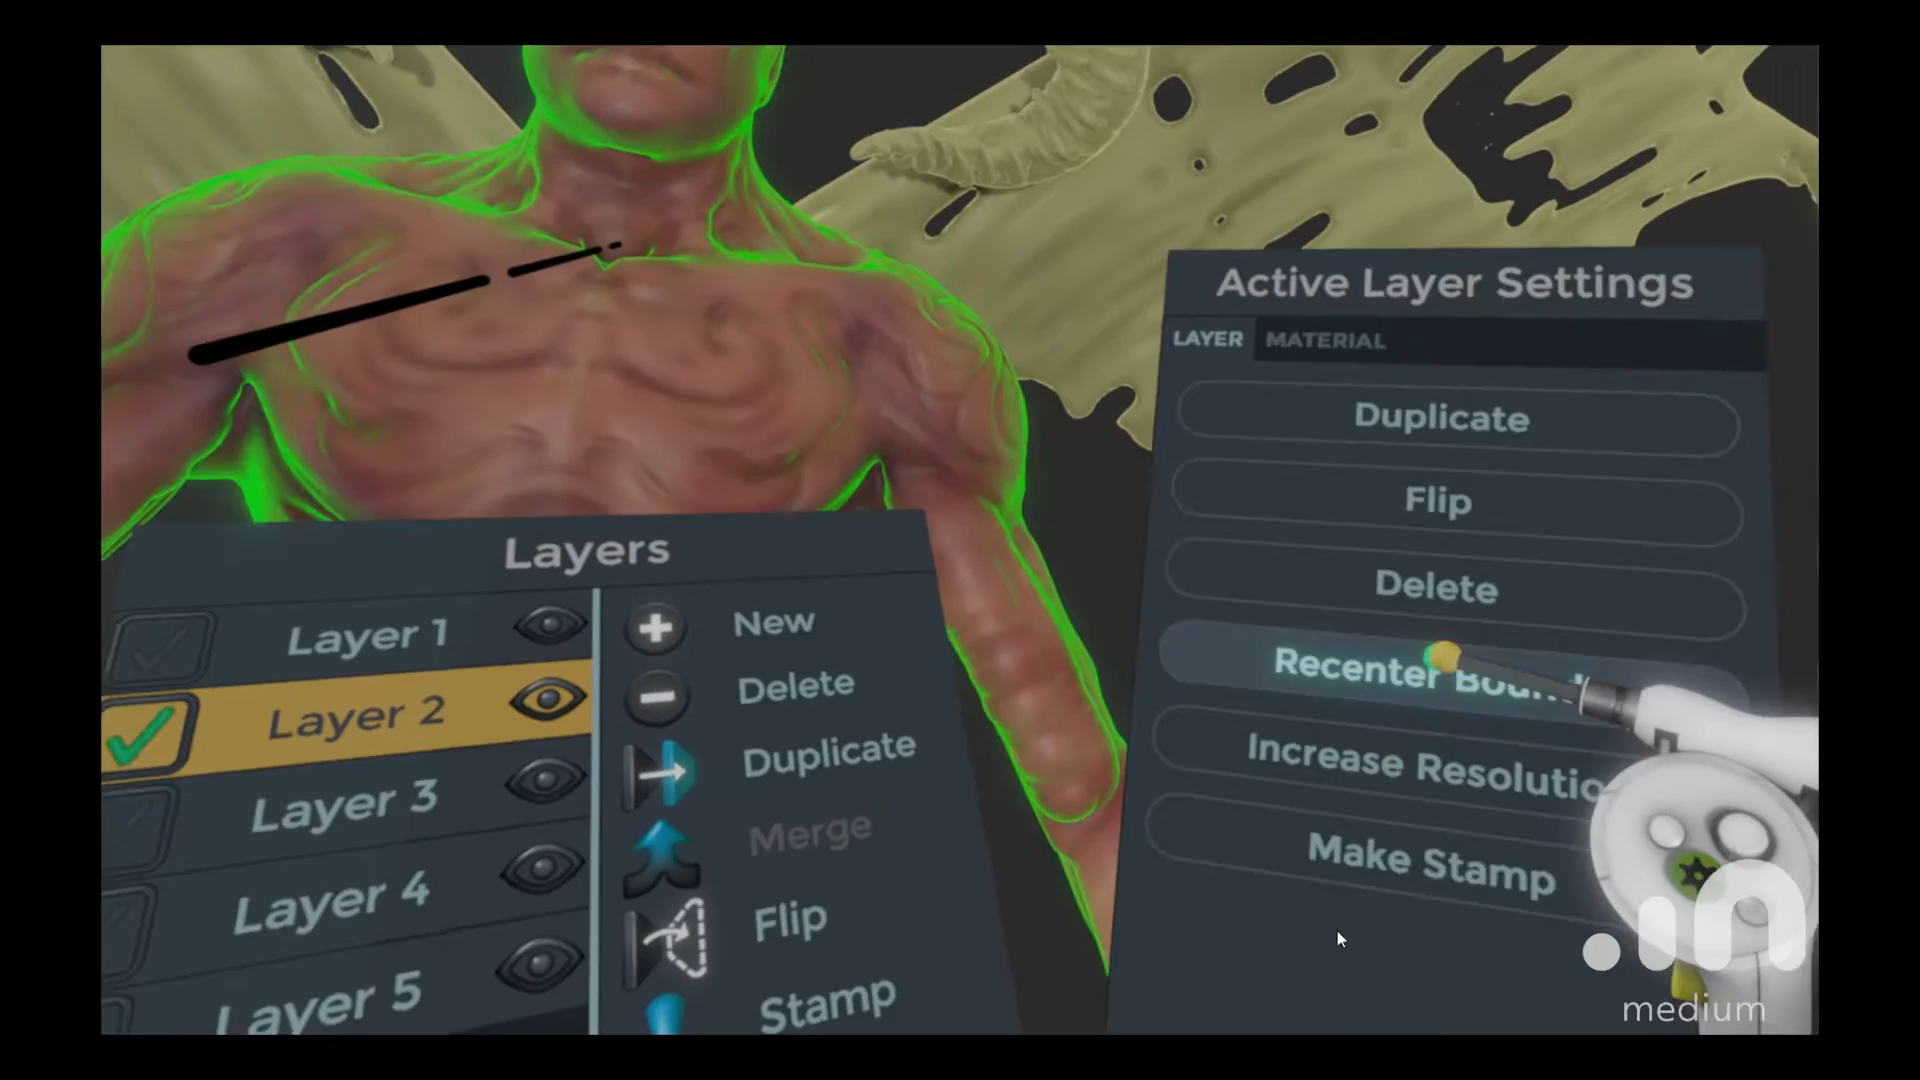 Active Layer Settings
LAYER MATERIAL
Duplicate
Flip
Delete
Recenter
Increase
Make Stamp
Layers
Layer 1
Layer 2
Layer 3
Layer 4
Layer 5
New
Delete
Duplicate
Merge
Flip
Stamp
medium